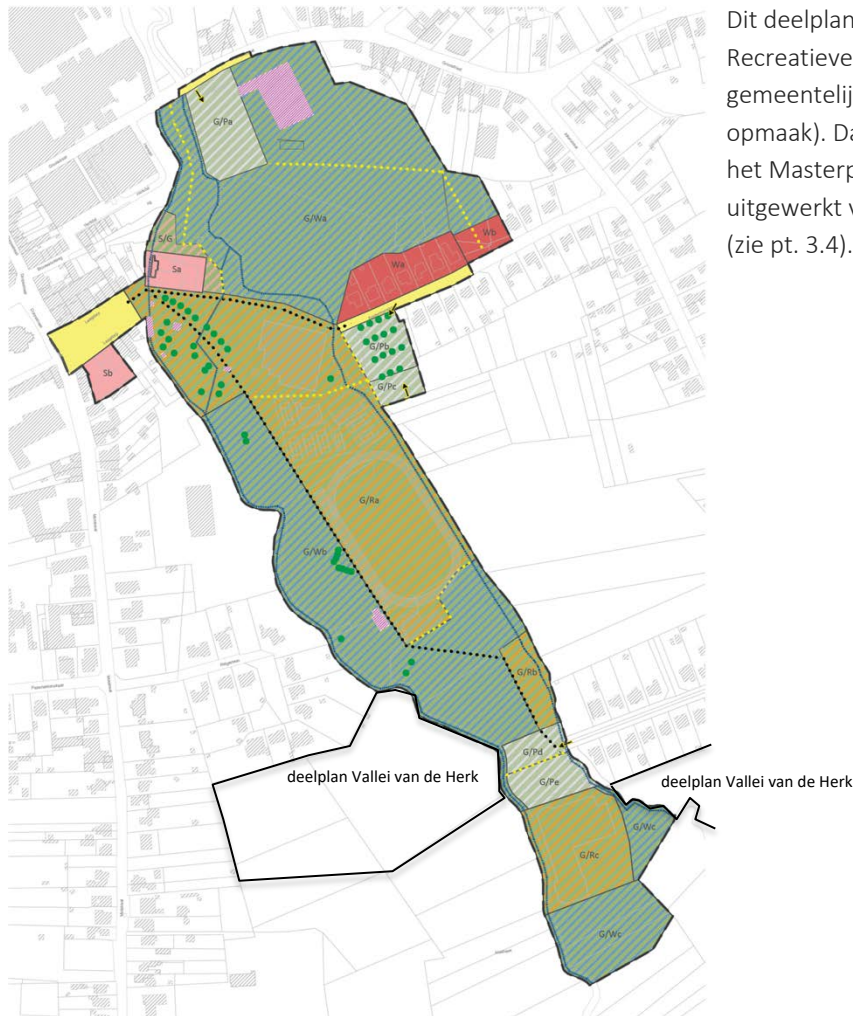 Dit deelplan
Recreatieve
gemeentelij
opmaak). Da
het Masterp
uitgewerkt v
(zie pt. 3.4).
G/Pa
G/Wa
S/G
Sa
Wa
Wb
Sb
G/Pb
G/Pc
G/Ra
G/Wb
G/Rb
G/Pd
G/Pe
deelplan Vallei van de Herk
deelplan Vallei van de Herk
G/Wc
G/Rc
G/Wc